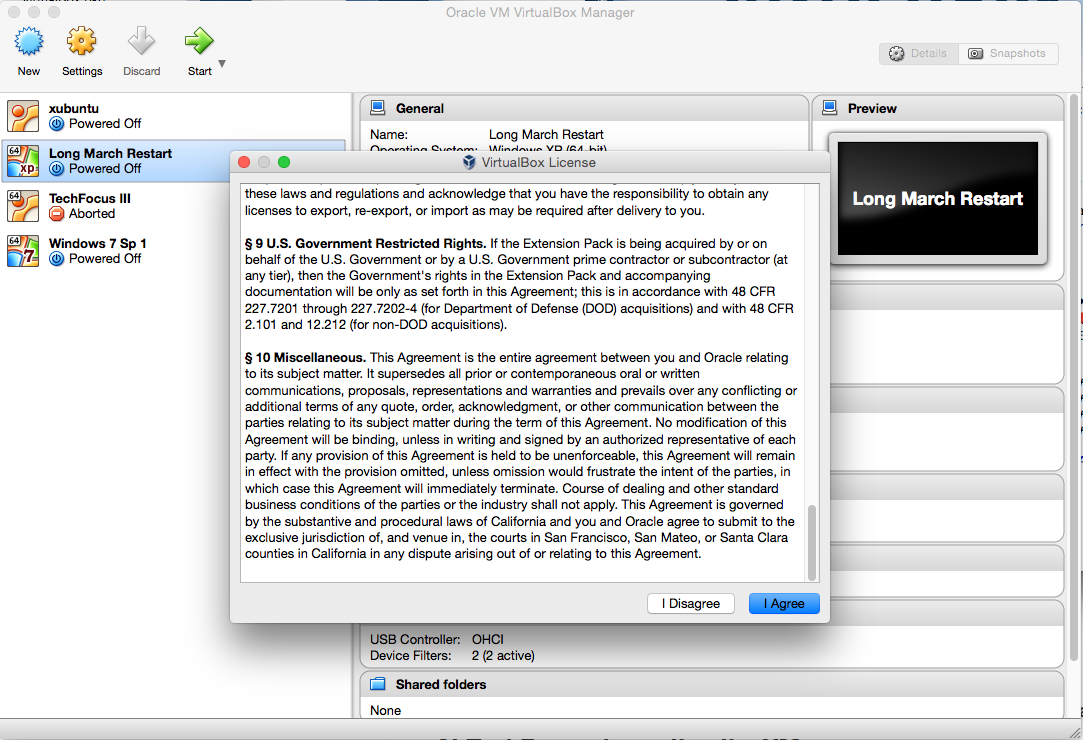 Oracle VM VirtualBox Manager
New
Settings
Discard
Start
Details
Snapshots
xubuntu
Powered Off
64
xp
Long March Restart
Powered Off
64
TechFocus III
Aborted
64
7
Windows 7 Sp 1
Powered Off
General
Name: Long March Restart
Operating System: Windows XP (64-bit)
Preview
Long March Restart
VirtualBox License
these laws and regulations and acknowledge that you have the responsibility to obtain any
licenses to export, re-export, or import as may be required after delivery to you.
§ 9 U.S. Government Restricted Rights. If the Extension Pack is being acquired by or on
behalf of the U.S. Government or by a U.S. Government prime contractor or subcontractor (at
any tier), then the Government's rights in the Extension Pack and accompanying
documentation will be only as set forth in this Agreement; this is in accordance with 48 CFR
227.7201 through 227.7202-4 (for Department of Defense (DOD) acquisitions) and with 48 CFR
2.101 and 12.212 (for non-DOD acquisitions).
§ 10 Miscellaneous. This Agreement is the entire agreement between you and Oracle relating
to its subject matter. It supersedes all prior or contemporaneous oral or written
communications, proposals, representations and warranties and prevails over any conflicting or
additional terms of any quote, order, acknowledgment, or other communication between the
parties relating to its subject matter during the term of this Agreement. No modification of this
Agreement will be binding, unless in writing and signed by an authorized representative of each
party. If any provision of this Agreement is held to be unenforceable, this Agreement will remain
in effect with the provision omitted, unless omission would frustrate the intent of the parties, in
which case this Agreement will immediately terminate. Course of dealing and other standard
business conditions of the parties or the industry shall not apply. This Agreement is governed
by the substantive and procedural laws of California and you and Oracle agree to submit to the
exclusive jurisdiction of, and venue in, the courts in San Francisco, San Mateo, or Santa Clara
counties in California in any dispute arising out of or relating to this Agreement.
I Disagree
I Agree
USB Controller: OHCI
Device Filters: 2 (2 active)
Shared folders
None